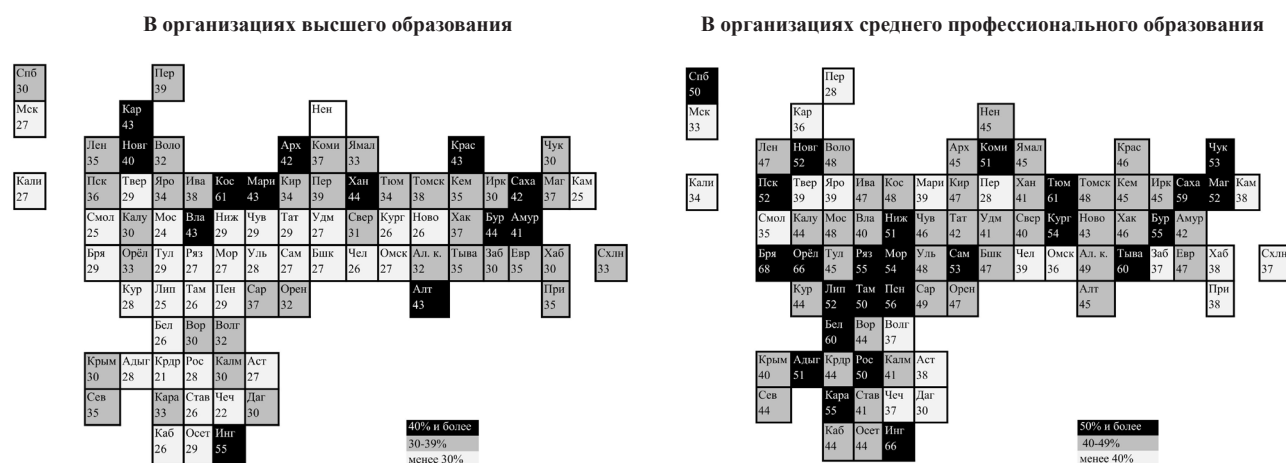 В организациях высшего образования
Спб Пер
30 39
Мск Кар Нен
27 43
Лен Новг Воло Арх Коми Ямал Крас Чук
35 40 32 42 37 33 43 30
Кали Пск Твер Яро Ива Кос Мари Кир Пер Хан Тюм Томск Кем Ирк Саха Маг Кам
27 36 29 34 38 61 43 34 39 44 34 38 35 30 42 37 25
Смол Калу Мос Вла Ниж Чув Тат Удм Свер Кург Ново Хак Бур Амур
25 30 24 43 29 29 29 27 31 26 26 37 44 41
Бря Орёл Тул Ряз Мор Уль Сам Бшк Чел Омск Ал. к. Тыва Заб Евр Хаб Схлн
29 33 29 27 27 28 27 27 26 27 32 35 30 35 30 33
Кур Лип Там Пен Сар Орен Алт При
28 25 26 29 37 32 43 35
Бел Вор Волг
26 30 32
Крым Адыг Крдр Рос Калм Аст
30 28 21 28 30 27
Сев Кара Став Чеч Даг
35 33 26 22 30
Каб Осет Инг
26 29 55
40% и более
30-39%
менее 30%
В организациях среднего профессионального образования
Спб Пер
50 28
Мск Кар Нен
33 36 45
Лен Новг Воло Арх Коми Ямал Крас Чук
47 52 48 45 51 45 46 53
Кали Пск Твер Яро Ива Кос Мари Кир Пер Хан Тюм Томск Кем Ирк Саха Маг Кам
34 52 39 39 47 48 39 47 28 41 61 48 45 45 59 52 38
Смол Калу Мос Вла Ниж Чув Тат Удм Свер Кург Ново Хак Бур Амур
35 44 48 40 51 46 42 41 40 54 43 46 55 42
Бря Орёл Тул Ряз Мор Уль Сам Бшк Чел Омск Ал. к. Тыва Заб Евр Хаб Схлн
68 66 45 55 54 48 53 47 39 36 49 60 37 47 38 37
Кур Лип Там Пен Сар Орен Алт При
44 52 50 56 49 47 45 38
Бел Вор Волг
60 44 37
Крым Адыг Крдр Рос Калм Аст
40 51 44 50 41 38
Сев Кара Став Чеч Даг
44 55 41 37 30
Каб Осет Инг
44 44 66
50% и более
40-49%
менее 40%